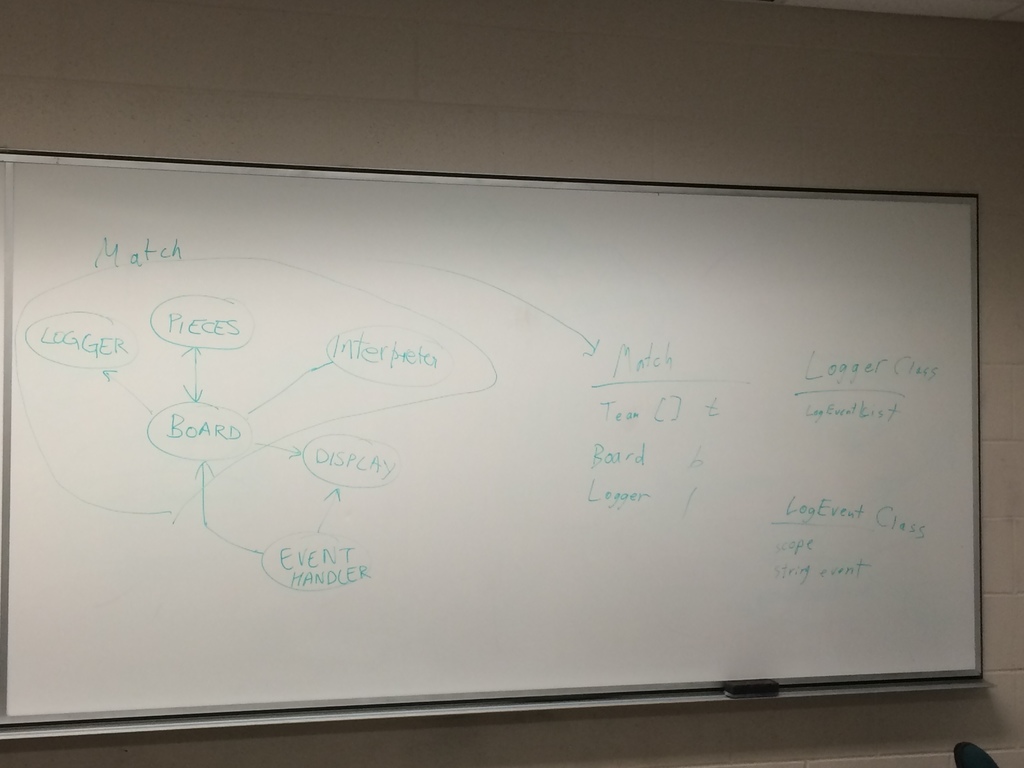 Match
LOGGER
PIECES
Interpreter
BOARD
DISPLAY
EVENT
HANDLER
Match
Team [] t
Board b
Logger l
Logger Class
LogEventList
LogEvent Class
scope
string event